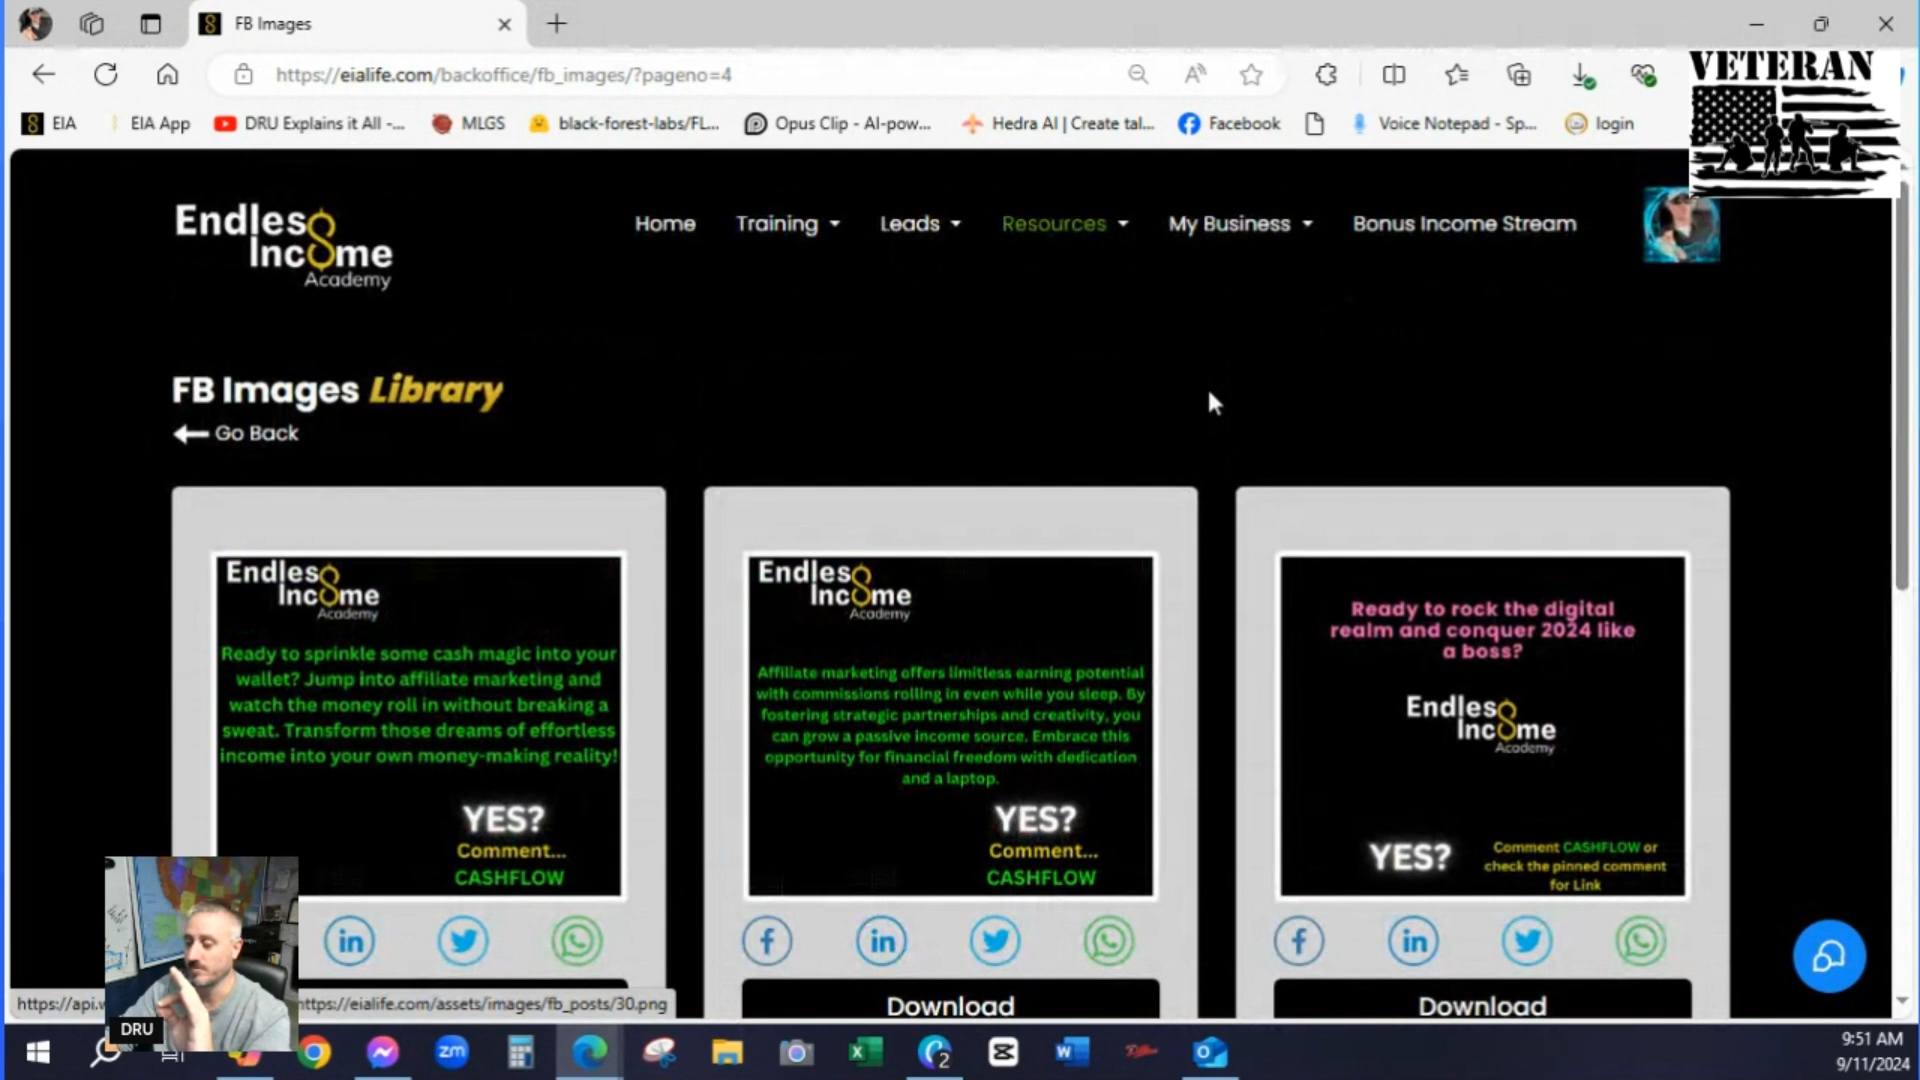 FB Images
https://eialife.com/backoffice/fb_images/?pageno=4
VETERAN
EIA
EIA App
DRU Explains it All -...
MLGS
black-forest-labs/FL...
Opus Clip - AI-pow...
Hedra AI | Create tal...
Facebook
Voice Notepad - Sp...
login
Endless
Income
Academy
Home
Training
Leads
Resources
My Business
Bonus Income Stream
FB Images Library
Go Back
Endless
Income
Academy
Ready to sprinkle some cash magic into your
wallet? Jump into affiliate marketing and
watch the money roll in without breaking a
sweat. Transform those dreams of effortless
income into your own money-making reality!
YES?
Comment...
CASHFLOW
Endless
Income
Academy
Affiliate marketing offers limitless earning potential
with commissions rolling in even while you sleep. By
fostering strategic partnerships and creativity, you
can grow a passive income source. Embrace this
opportunity for financial freedom with dedication
and a laptop.
YES?
Comment...
CASHFLOW
Ready to rock the digital
realm and conquer 2024 like
a boss?
Endless
Income
Academy
YES?
Comment CASHFLOW or
check the pinned comment
for Link
Download
Download
https://api.w
https://eialife.com/assets/images/fb_posts/30.png
DRU
zm
2
9:51 AM
9/11/2024